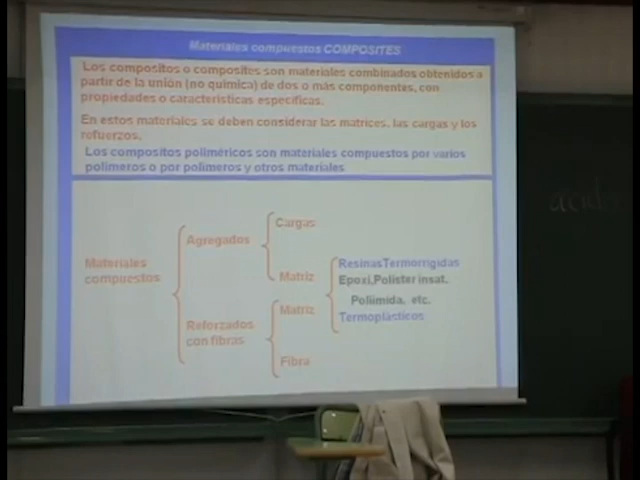 Materiales compuestos COMPOSITES
Los compositos o composites son materiales combinados obtenidos a
partir de la unión (no química) de dos o más componentes, con
propiedades o características específicas.
En estos materiales se deben considerar las matrices, las cargas y los
refuerzos.
Los compositos poliméricos son materiales compuestos por varios
polímeros o por polímeros y otros materiales
Cargas
Agregados
Materiales
compuestos
Matriz
ResinasTermorrigidas
Epoxi,Polister insat.
Poliimida, etc.
Termoplásticos
Matriz
Reforzados
con fibras
Fibra